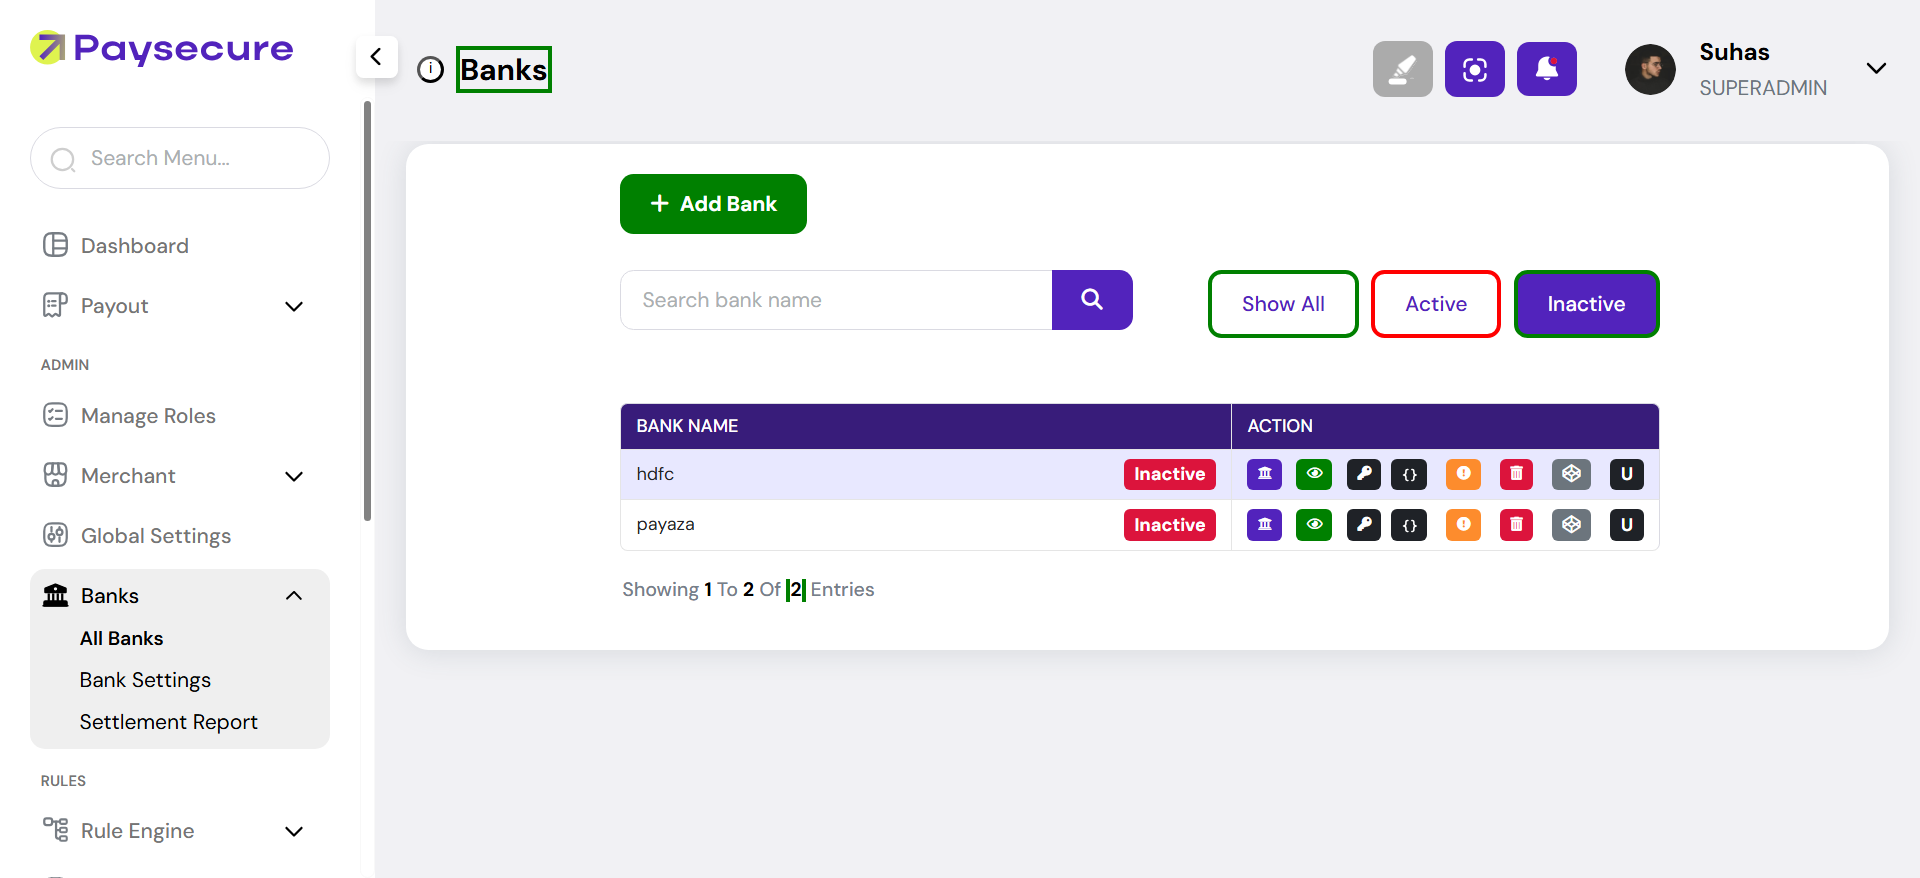 Paysecure
Banks
Suhas
SUPERADMIN
Search Menu...
Dashboard
Payout
ADMIN
Manage Roles
Merchant
Global Settings
Banks
All Banks
Bank Settings
Settlement Report
RULES
Rule Engine
+ Add Bank
Search bank name
Show All
Active
Inactive
BANK NAME ACTION
hdfc Inactive {} U
payaza Inactive {} U
Showing 1 To 2 Of 2 Entries